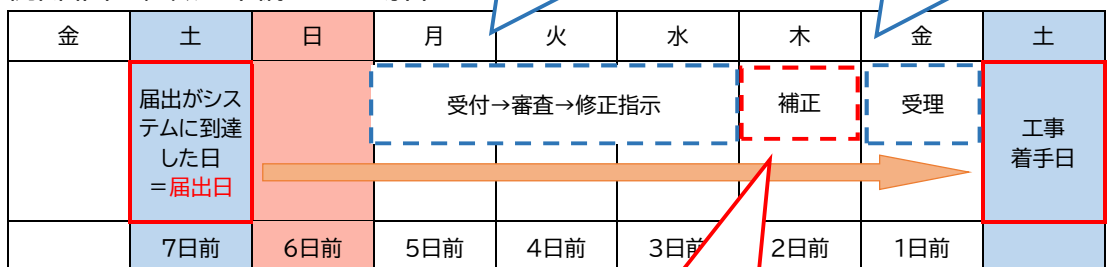 金 土 日 月 火 水 木 金 土
届出がシス
テムに到達
した日
＝届出日
受付→審査→修正指示
補正
受理
工事
着手日
7日前 6日前 5日前 4日前 3日前 2日前 1日前